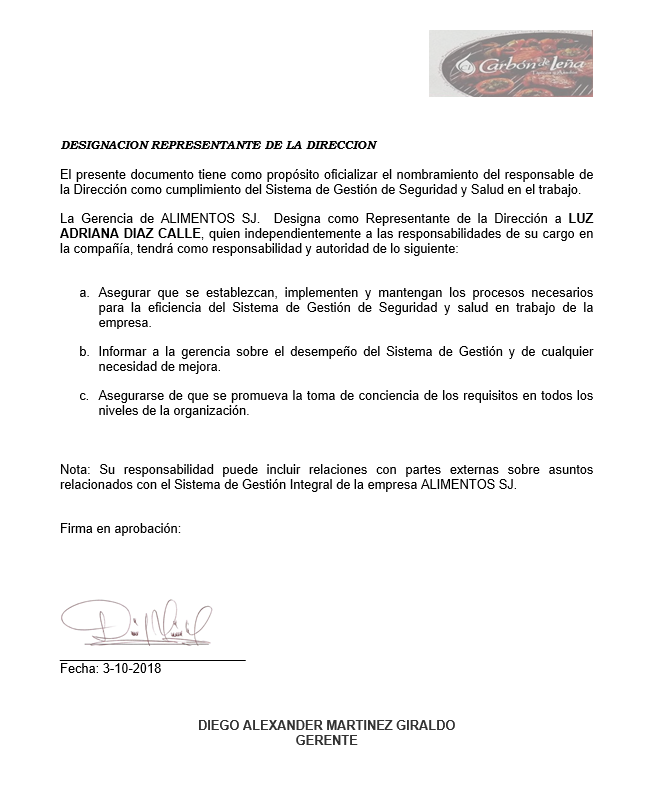 Carbón de leña
DESIGNACION REPRESENTANTE DE LA DIRECCION
El presente documento tiene como propósito oficializar el nombramiento del responsable de
la Dirección como cumplimiento del Sistema de Gestión de Seguridad y Salud en el trabajo.
La Gerencia de ALIMENTOS SJ. Designa como Representante de la Dirección a LUZ
ADRIANA DIAZ CALLE, quien independientemente a las responsabilidades de su cargo en
la compañía, tendrá como responsabilidad y autoridad de lo siguiente:
a. Asegurar que se establezcan, implementen y mantengan los procesos necesarios
para la eficiencia del Sistema de Gestión de Seguridad y salud en trabajo de la
empresa.
b. Informar a la gerencia sobre el desempeño del Sistema de Gestión y de cualquier
necesidad de mejora.
c. Asegurarse de que se promueva la toma de conciencia de los requisitos en todos los
niveles de la organización.
Nota: Su responsabilidad puede incluir relaciones con partes externas sobre asuntos
relacionados con el Sistema de Gestión Integral de la empresa ALIMENTOS SJ.
Firma en aprobación:
Fecha: 3-10-2018
DIEGO ALEXANDER MARTINEZ GIRALDO
GERENTE